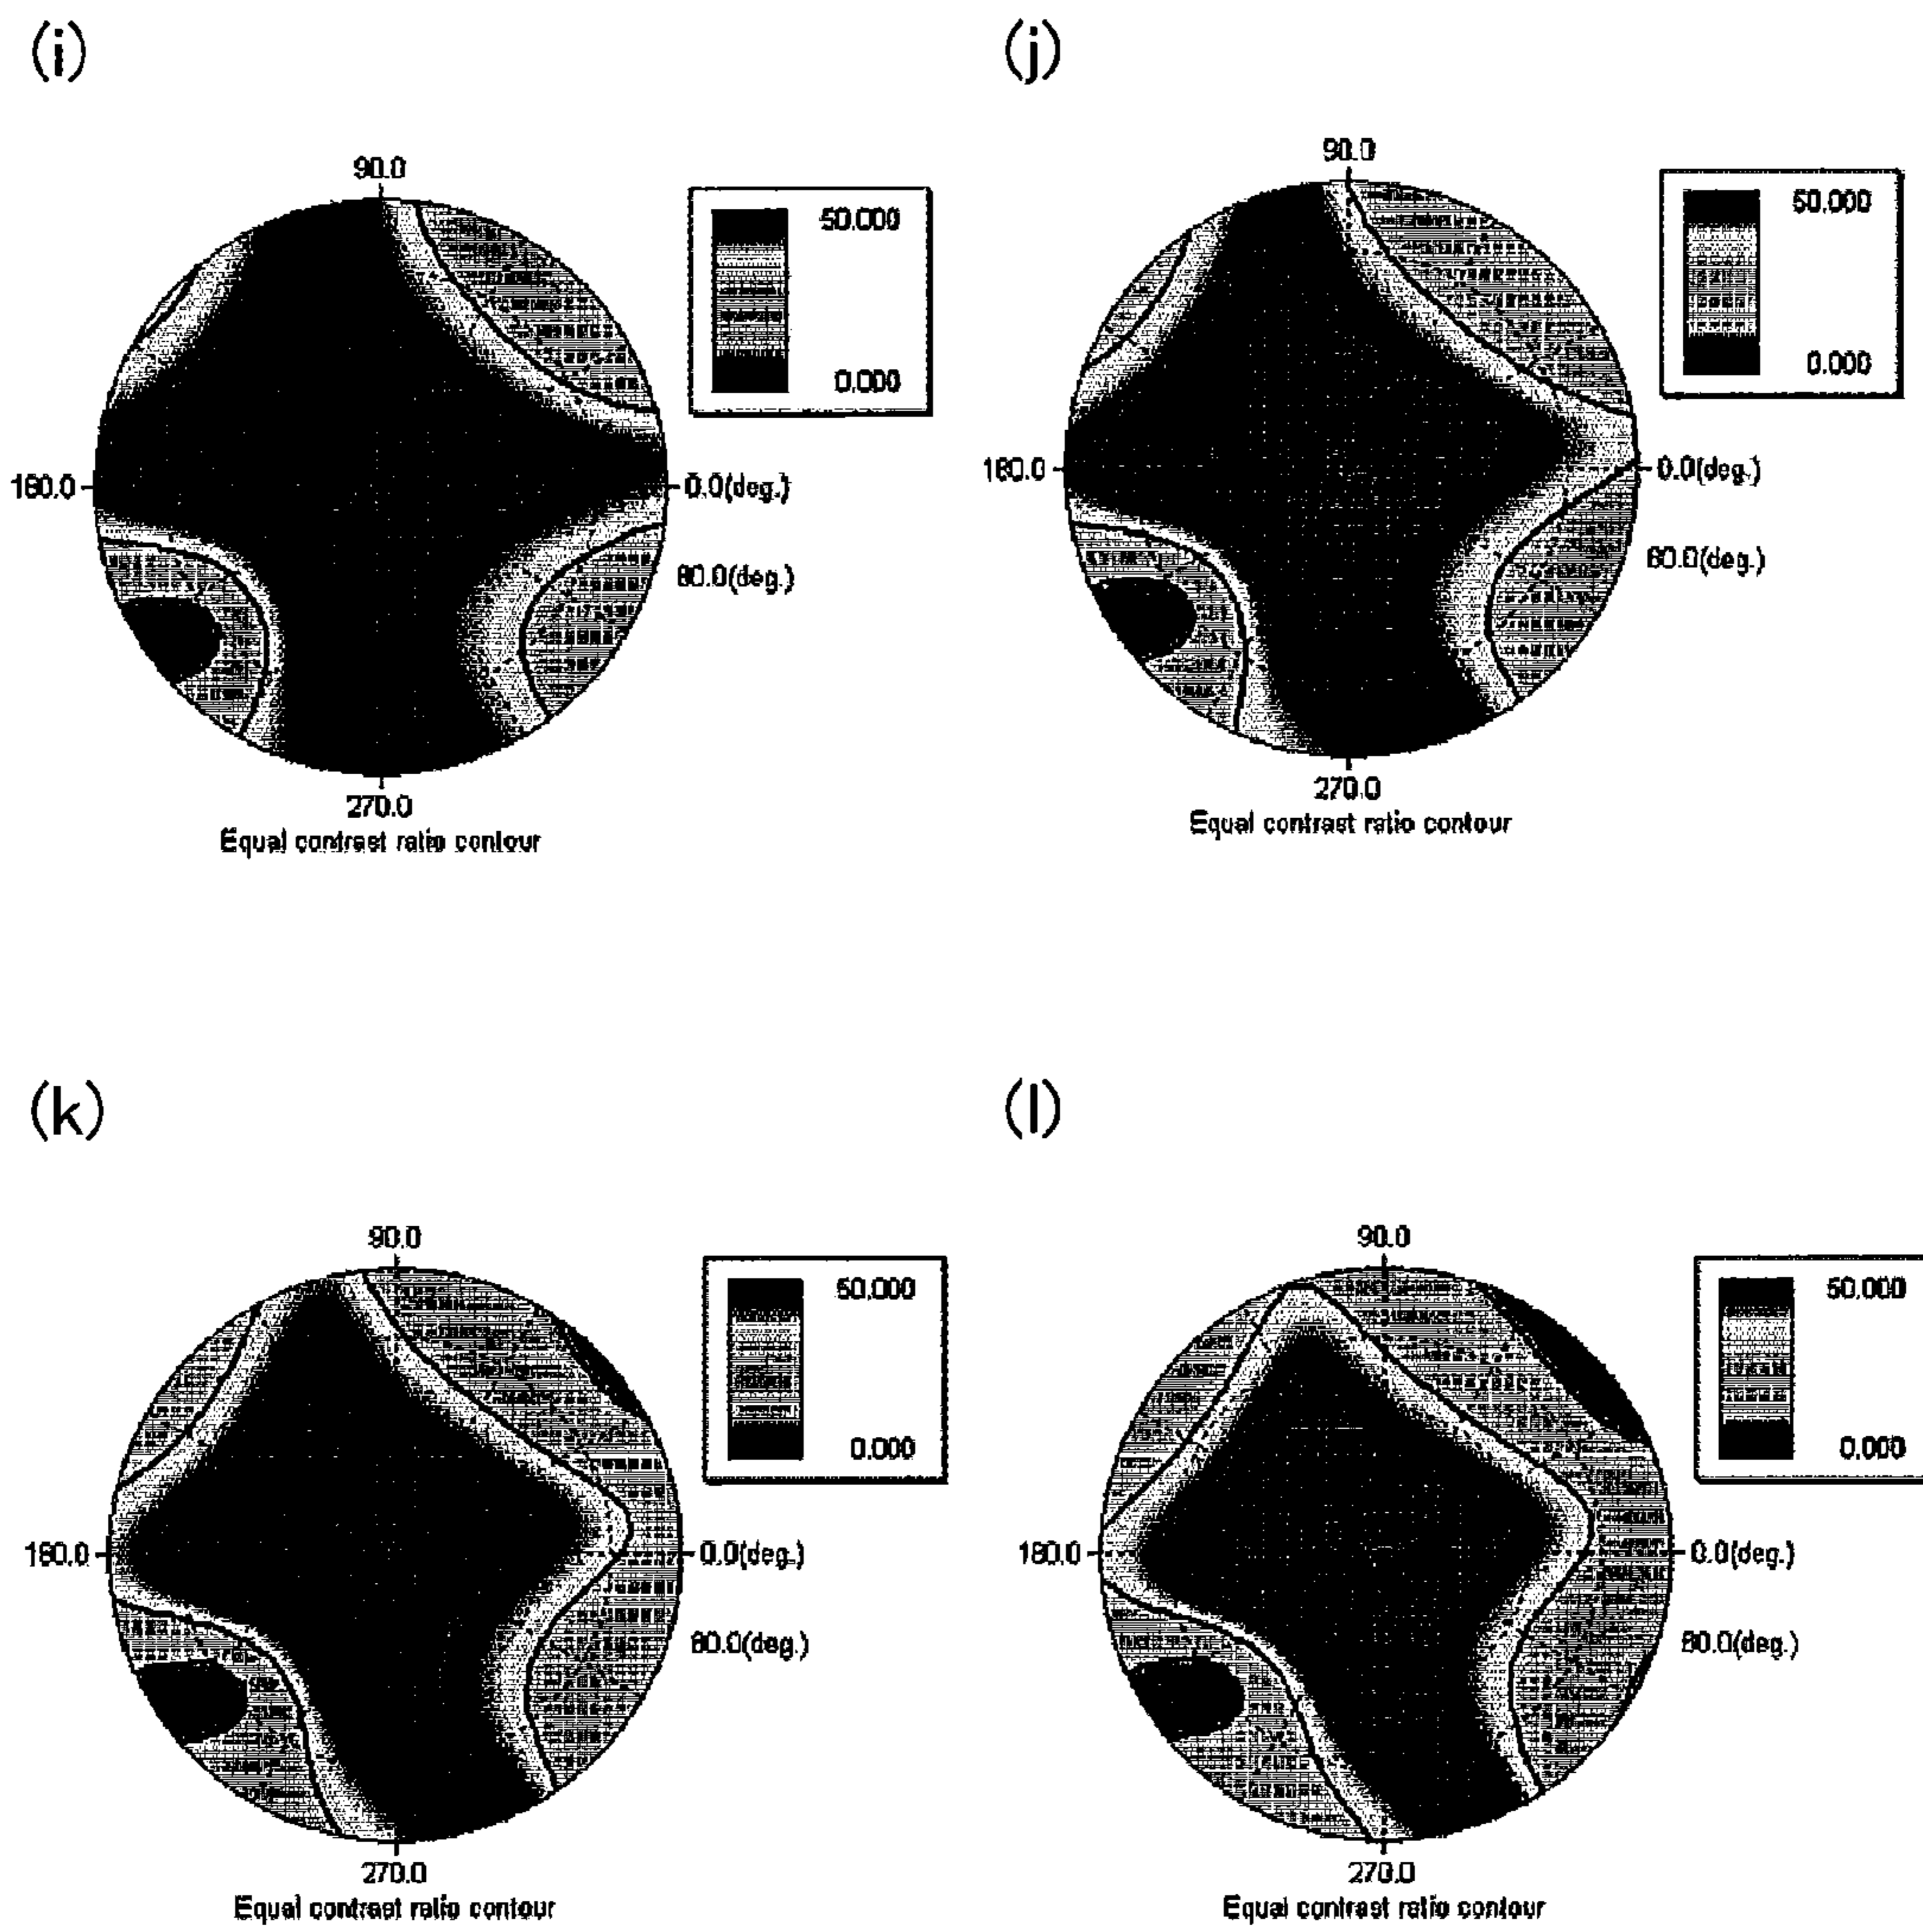 (i)
90.0
50.000
0.000
180.0
0.0(deg.)
80.0(deg.)
270.0
Equal contrast ratio contour
(j)
90.0
50.000
0.000
180.0
0.0(deg.)
80.0(deg.)
270.0
Equal contrast ratio contour
(k)
90.0
50.000
0.000
180.0
0.0(deg.)
80.0(deg.)
270.0
Equal contrast ratio contour
(l)
90.0
50.000
0.000
180.0
0.0(deg.)
80.0(deg.)
270.0
Equal contrast ratio contour